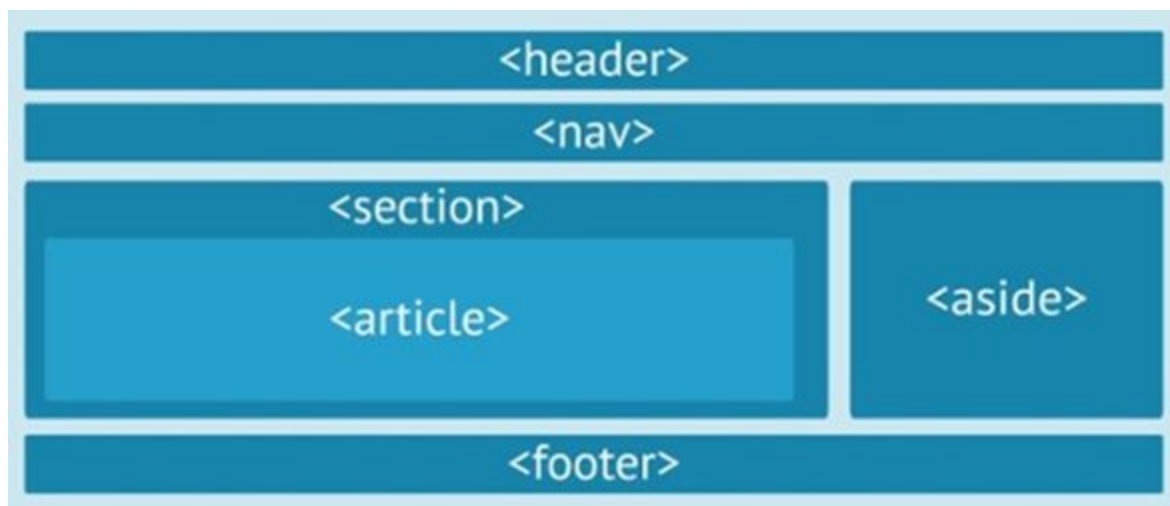 <header>
<nav>
<section>
<article>
<aside>
<footer>